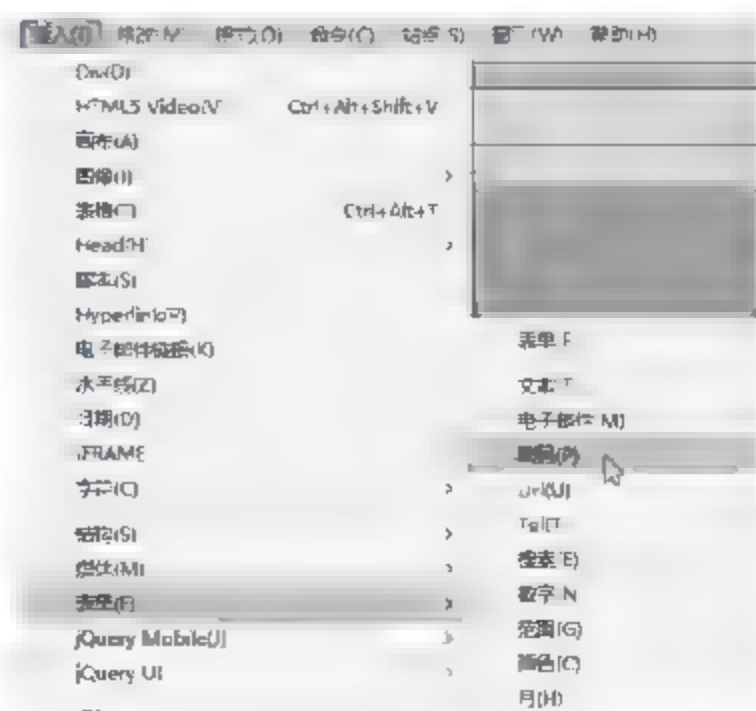 插入(I) 修改(M) 格式(O) 命令(C) 站点(S) 窗口(W) 帮助(H)
Div(D)
HTML5 Video(V) Ctrl+Alt+Shift+V
画布(A)
图像(I)
表格(T) Ctrl+Alt+T
Head(H)
脚本(S)
Hyperlink(P)
电子邮件链接(K)
水平线(Z)
日期(D)
IFRAME
字符(C)
结构(S)
媒体(M)
表单(F)
jQuery Mobile(J)
jQuery UI
表单 F
文本 T
电子邮件 M)
密码(P)
Url(U)
Tel(T
搜索(E)
数字 N
范围(G)
颜色(C)
月(H)